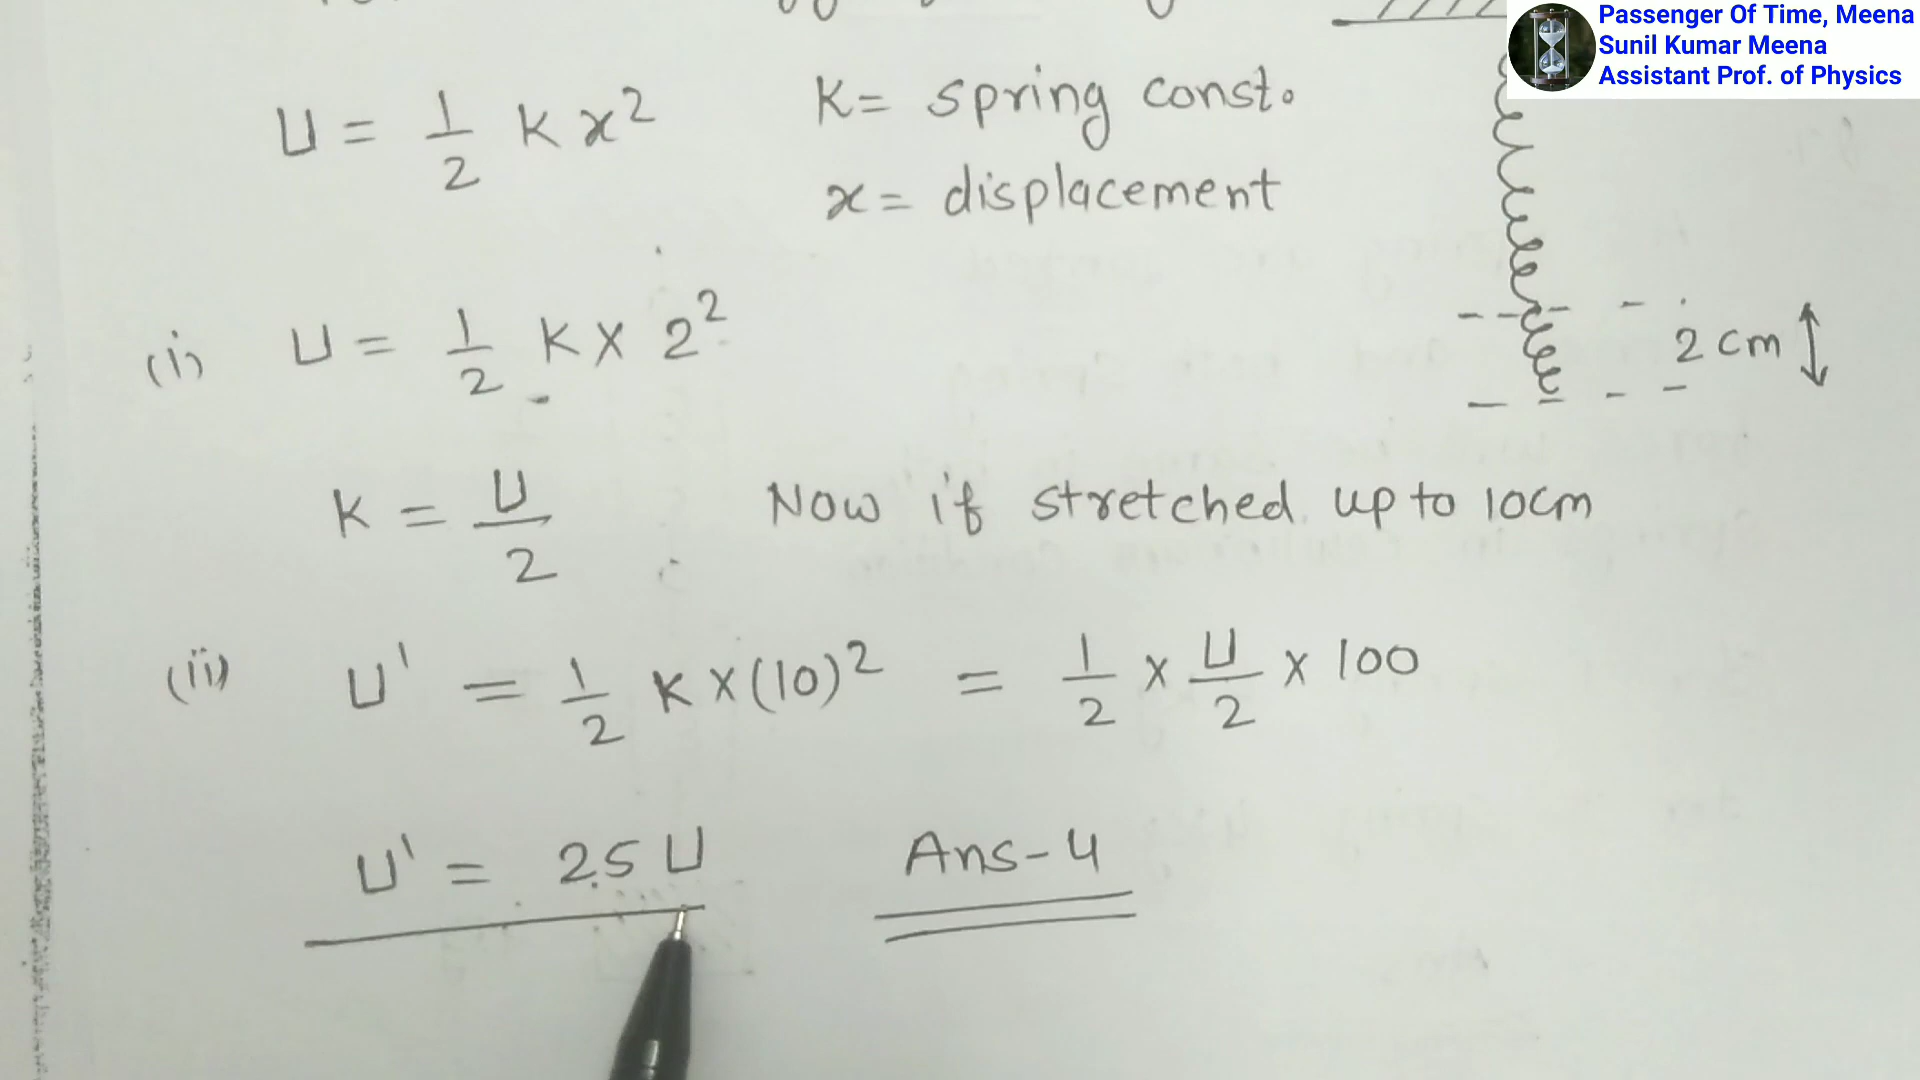 Passenger Of Time, Meena
Sunil Kumar Meena
Assistant Prof. of Physics
U = 1/2 K x² K = spring const.
x = displacement
(i) U = 1/2 K × 2²
2 cm
K = U/2 Now if stretched up to 10cm
(ii) U' = 1/2 K × (10)² = 1/2 × U/2 × 100
U' = 25 U Ans-4